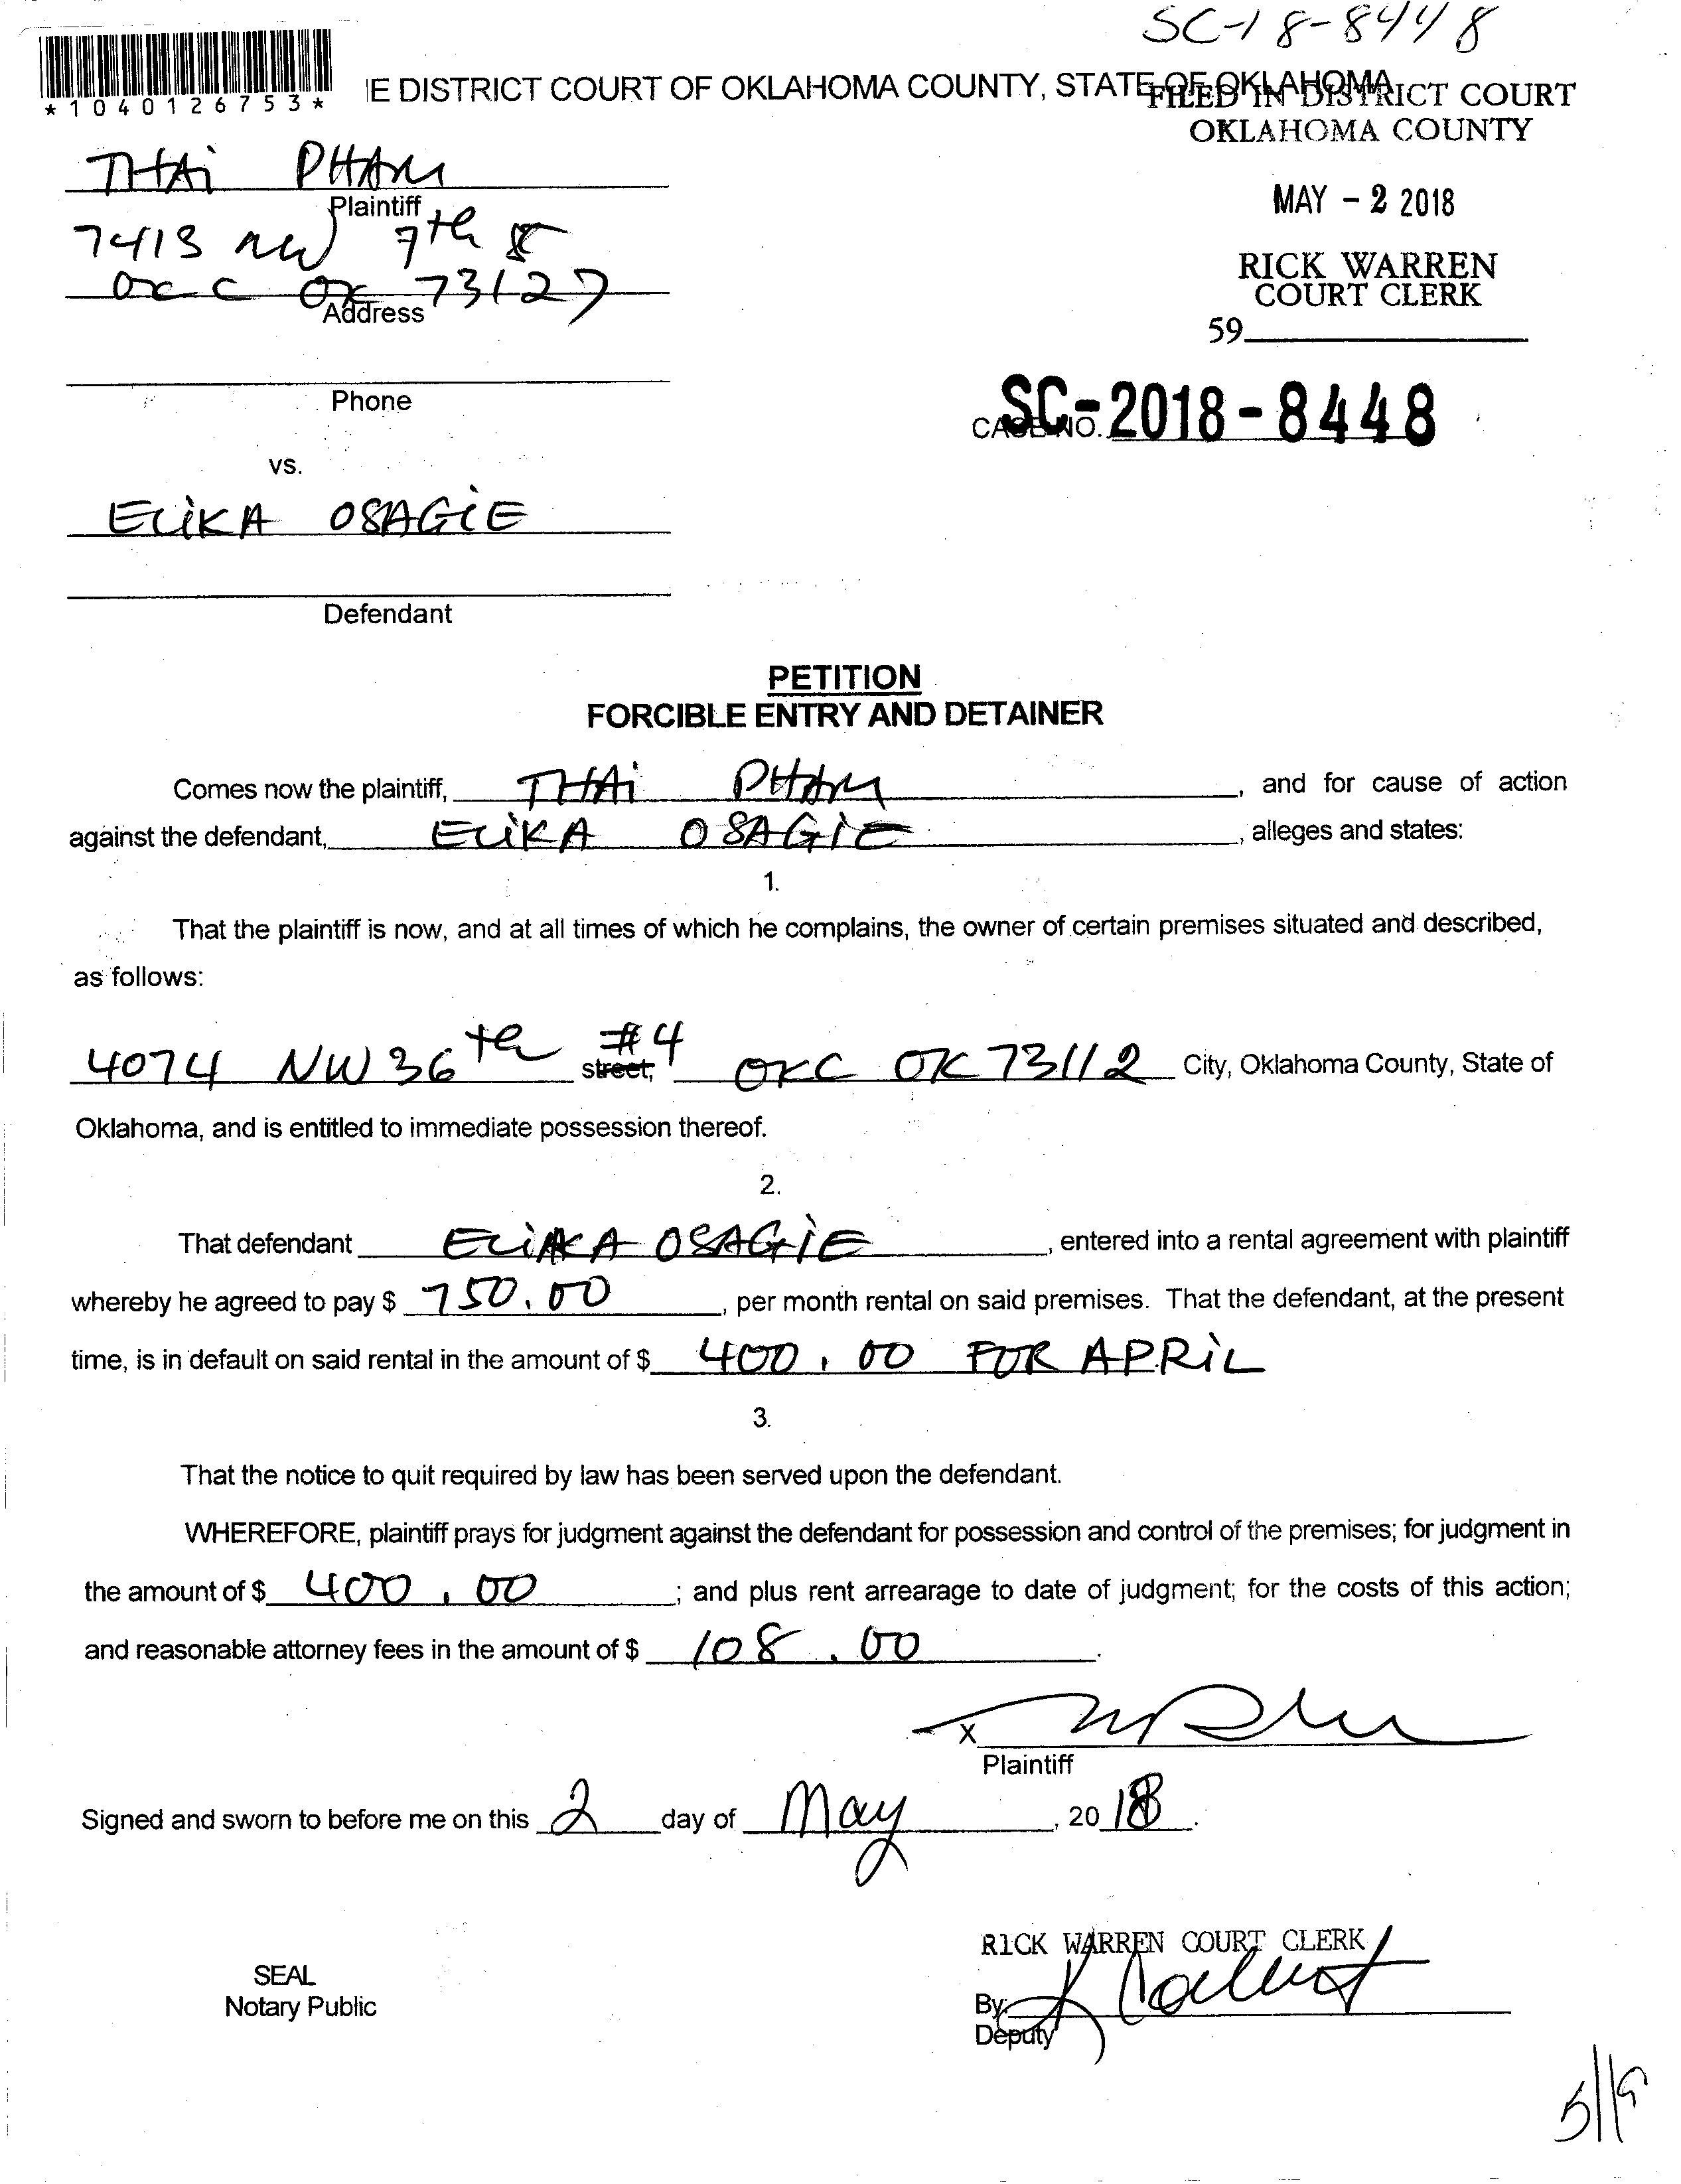 SC-18-8448
*1040126753*
IE DISTRICT COURT OF OKLAHOMA COUNTY, STATE OF OKLAHOMA
FILED IN DISTRICT COURT
OKLAHOMA COUNTY
THAi PHAM
Plaintiff
MAY - 2 2018
7413 NW 7th
RICK WARREN
COURT CLERK
OKC OK 73127
Address
59
Phone
CASE NO. SC-2018-8448
vs.
ELiKA OSAGiE
Defendant
PETITION
FORCIBLE ENTRY AND DETAINER
Comes now the plaintiff, THAi PHAM, and for cause of action
against the defendant, ELiKA OSAGiE, alleges and states:
1.
That the plaintiff is now, and at all times of which he complains, the owner of certain premises situated and described,
as follows:
4074 NW 36th street, #4 OKC OK 73112 City, Oklahoma County, State of
Oklahoma, and is entitled to immediate possession thereof.
2.
That defendant ELiKA OSAGiE, entered into a rental agreement with plaintiff
whereby he agreed to pay $ 750.00, per month rental on said premises. That the defendant, at the present
time, is in default on said rental in the amount of $ 400.00 FOR APRiL
3.
That the notice to quit required by law has been served upon the defendant.
WHEREFORE, plaintiff prays for judgment against the defendant for possession and control of the premises; for judgment in
the amount of $ 400.00; and plus rent arrearage to date of judgment; for the costs of this action;
and reasonable attorney fees in the amount of $ 108.00.
X
Plaintiff
Signed and sworn to before me on this 2 day of May, 2018.
RICK WARREN COURT CLERK
SEAL
Notary Public
By:
Deputy